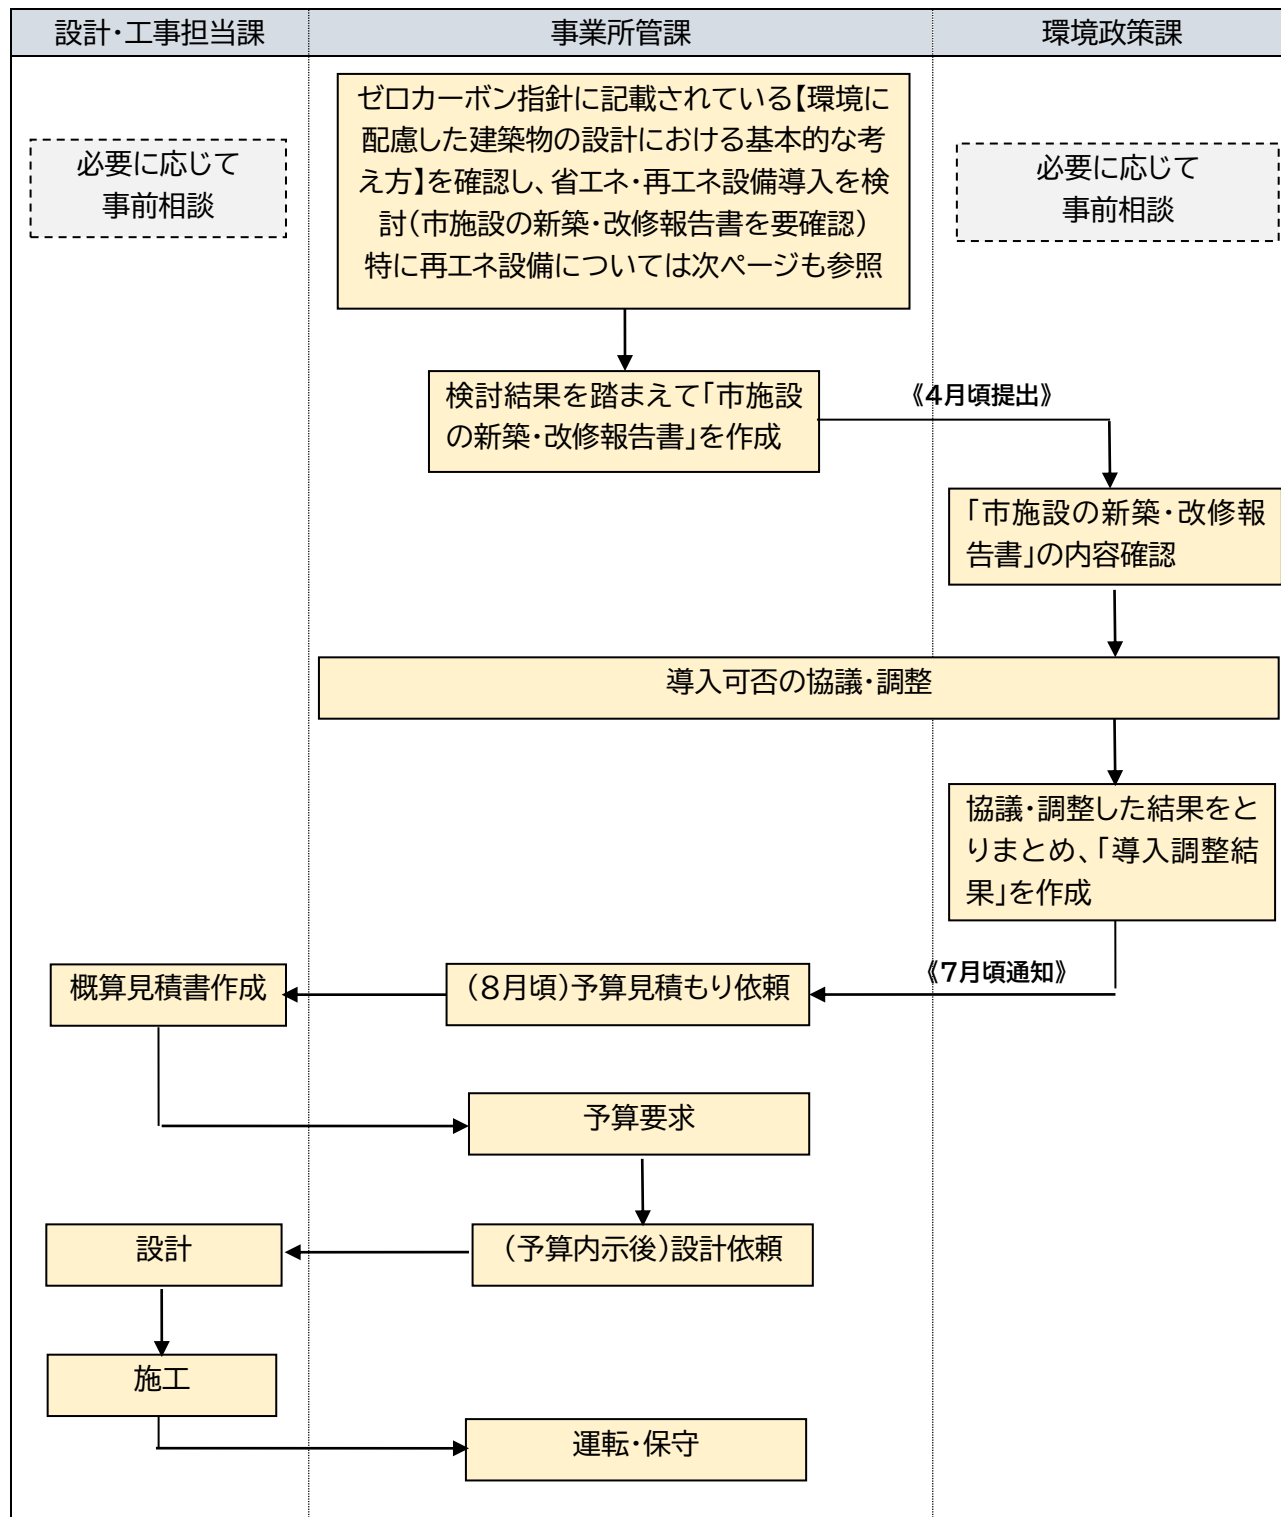 設計・工事担当課
事業所管課
環境政策課
ゼロカーボン指針に記載されている【環境に
配慮した建築物の設計における基本的な考
え方】を確認し、省エネ・再エネ設備導入を検
討(市施設の新築・改修報告書を要確認)
特に再エネ設備については次ページも参照
必要に応じて
事前相談
必要に応じて
事前相談
検討結果を踏まえて「市施設
の新築・改修報告書」を作成
《4月頃提出》
「市施設の新築・改修報
告書」の内容確認
導入可否の協議・調整
協議・調整した結果をと
りまとめ、「導入調整結
果」を作成
《7月頃通知》
(8月頃)予算見積もり依頼
概算見積書作成
予算要求
(予算内示後)設計依頼
設計
施工
運転・保守